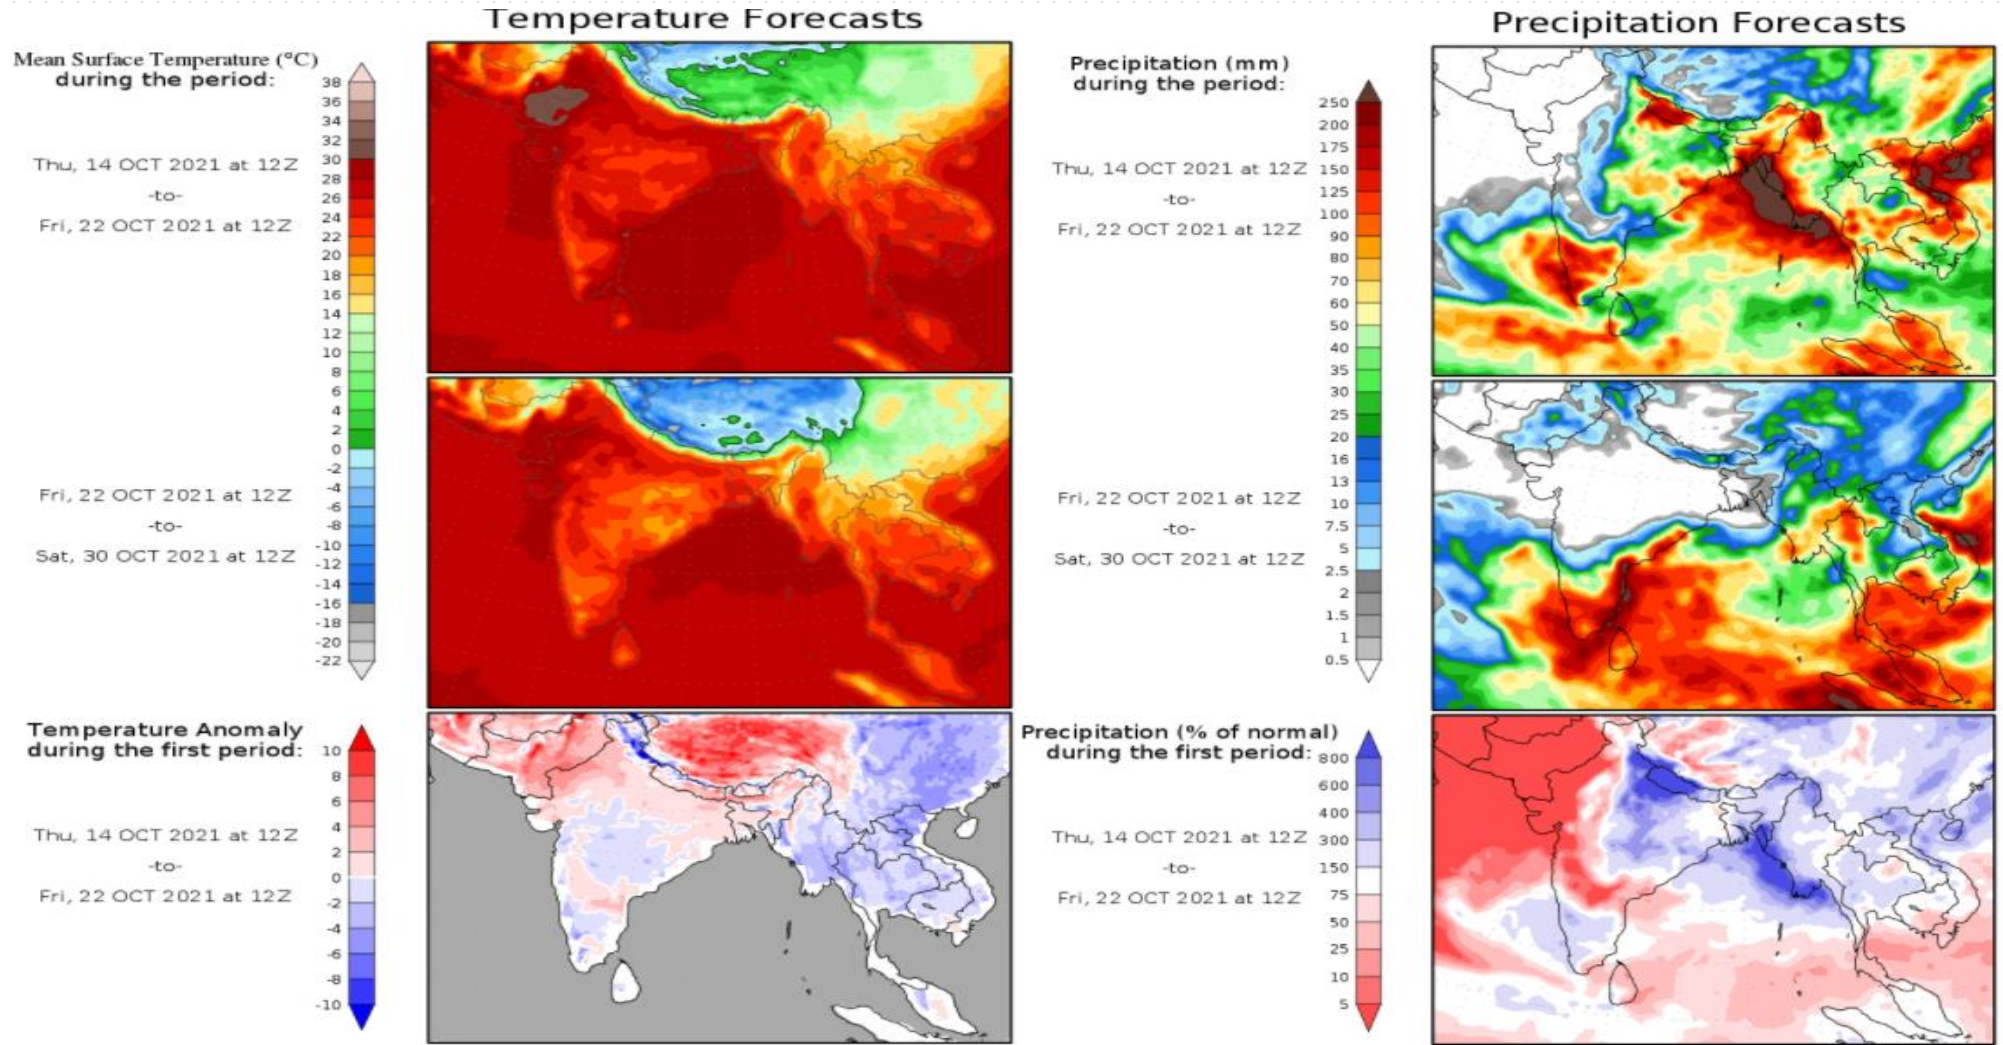 Temperature Forecasts
Mean Surface Temperature (°C)
during the period:
38
36
34
32
30
28
26
24
22
20
18
16
14
12
10
8
6
4
2
0
-2
-4
-6
-8
-10
-12
-14
-16
-18
-20
-22
Thu, 14 OCT 2021 at 12Z
-to-
Fri, 22 OCT 2021 at 12Z
Fri, 22 OCT 2021 at 12Z
-to-
Sat, 30 OCT 2021 at 12Z
Temperature Anomaly
during the first period:
10
8
6
4
2
0
-2
-4
-6
-8
-10
Thu, 14 OCT 2021 at 12Z
-to-
Fri, 22 OCT 2021 at 12Z
Precipitation Forecasts
Precipitation (mm)
during the period:
250
200
175
150
125
100
90
80
70
60
50
40
35
30
25
20
16
13
10
7.5
5
2.5
2
1.5
1
0.5
Thu, 14 OCT 2021 at 12Z
-to-
Fri, 22 OCT 2021 at 12Z
Fri, 22 OCT 2021 at 12Z
-to-
Sat, 30 OCT 2021 at 12Z
Precipitation (% of normal)
during the first period:
800
600
400
300
150
75
50
25
10
5
Thu, 14 OCT 2021 at 12Z
-to-
Fri, 22 OCT 2021 at 12Z